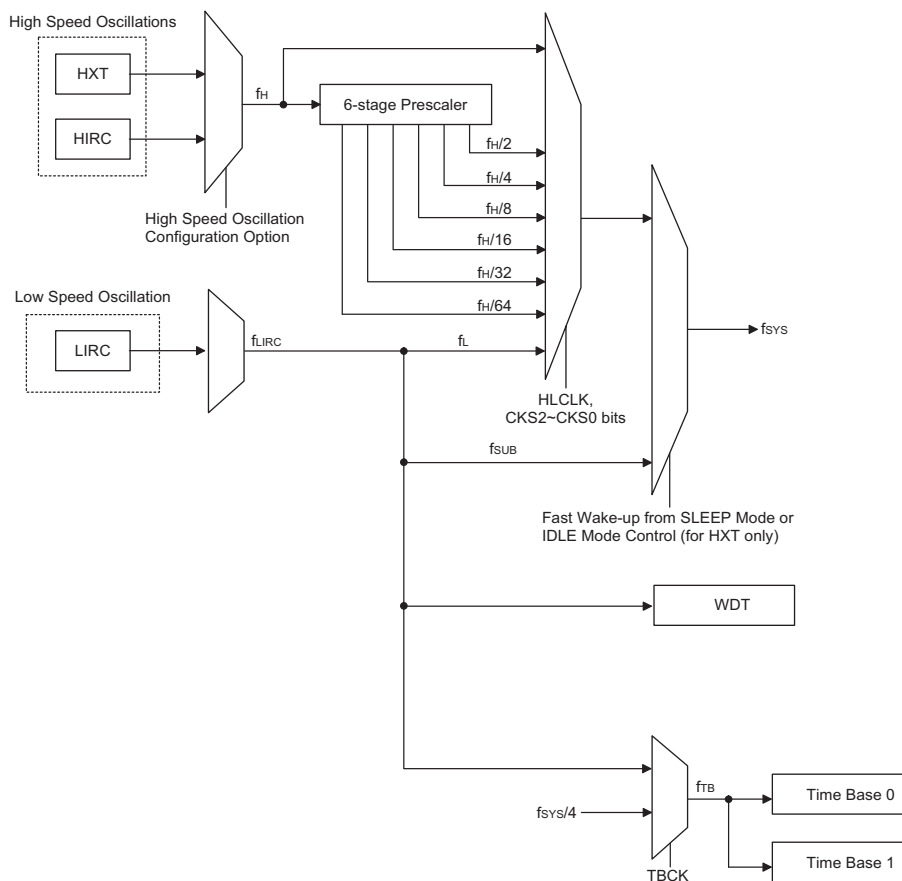 High Speed Oscillations
HXT
HIRC
fH
6-stage Prescaler
fH/2
fH/4
fH/8
fH/16
fH/32
fH/64
High Speed Oscillation
Configuration Option
Low Speed Oscillation
LIRC
fLIRC
fL
HLCLK,
CKS2~CKS0 bits
fSYS
fSUB
Fast Wake-up from SLEEP Mode or
IDLE Mode Control (for HXT only)
WDT
fSYS/4
fTB
TBCK
Time Base 0
Time Base 1